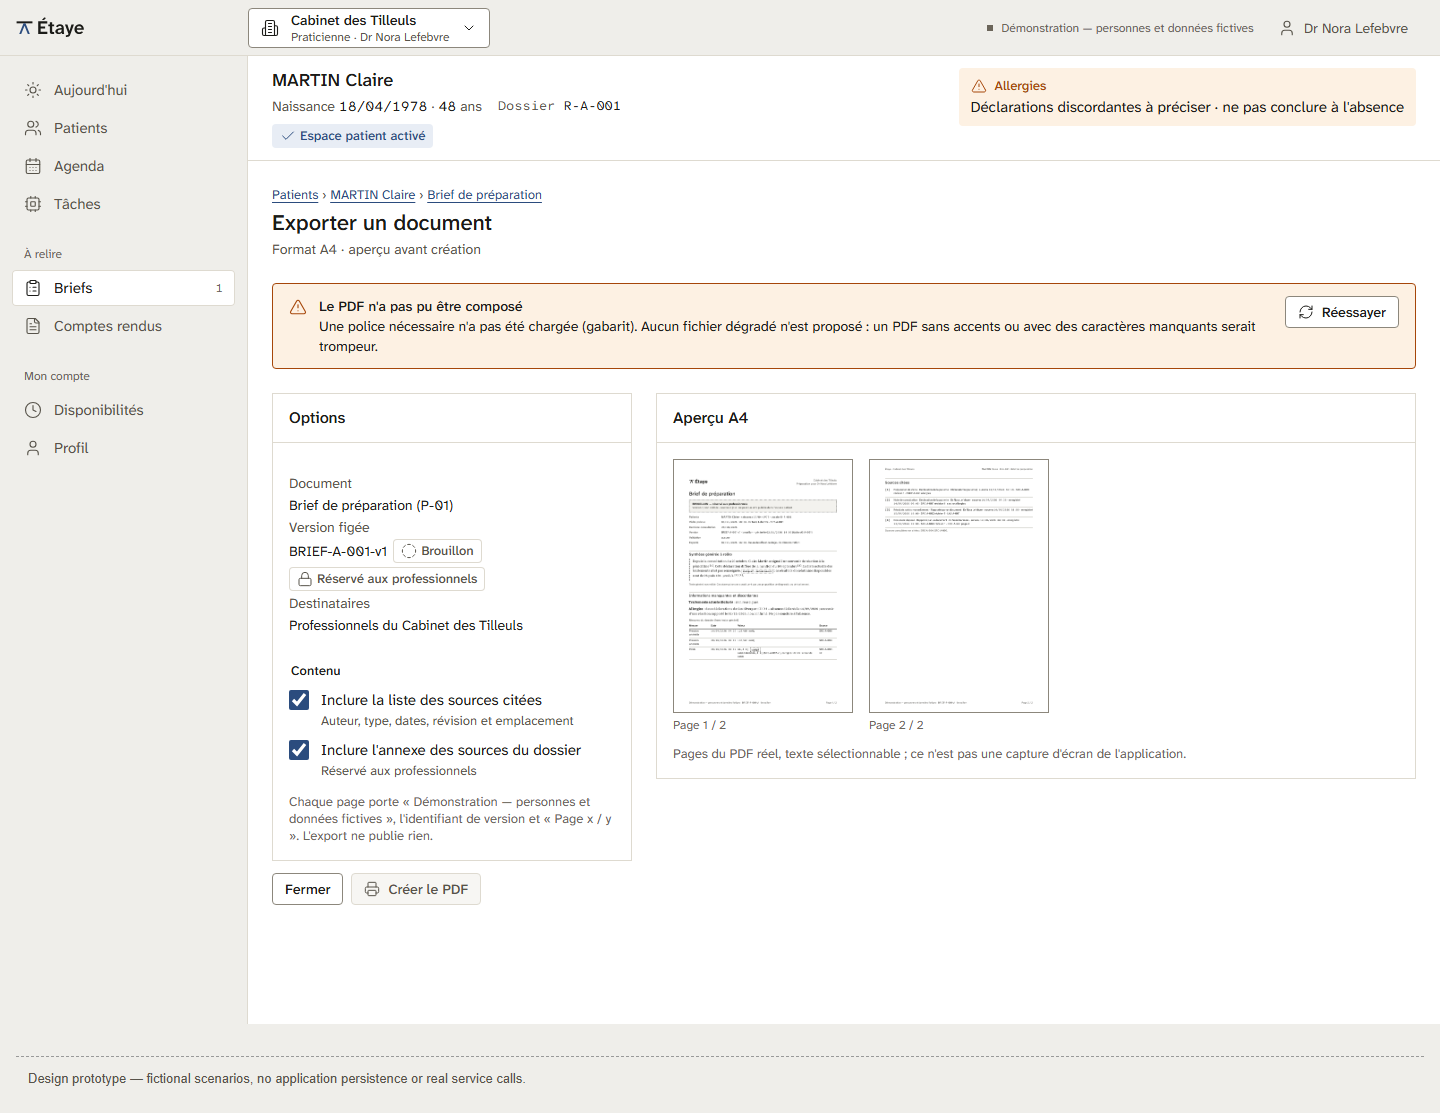 Étaye
Cabinet des Tilleuls
Praticienne · Dr Nora Lefebvre
Démonstration — personnes et données fictives
Dr Nora Lefebvre
Aujourd'hui
Patients
Agenda
Tâches
À relire
Briefs
1
Comptes rendus
Mon compte
Disponibilités
Profil
MARTIN Claire
Naissance 18/04/1978 · 48 ans
Dossier R-A-001
Espace patient activé
Allergies
Déclarations discordantes à préciser · ne pas conclure à l'absence
Patients › MARTIN Claire › Brief de préparation
Exporter un document
Format A4 · aperçu avant création
Le PDF n'a pas pu être composé
Une police nécessaire n'a pas été chargée (gabarit). Aucun fichier dégradé n'est proposé : un PDF sans accents ou avec des caractères manquants serait
trompeur.
Réessayer
Options
Document
Brief de préparation (P-01)
Version figée
BRIEF-A-001-v1
Brouillon
Réservé aux professionnels
Destinataires
Professionnels du Cabinet des Tilleuls
Contenu
Inclure la liste des sources citées
Auteur, type, dates, révision et emplacement
Inclure l'annexe des sources du dossier
Réservé aux professionnels
Chaque page porte « Démonstration — personnes et
données fictives », l'identifiant de version et « Page x / y
». L'export ne publie rien.
Fermer
Créer le PDF
Aperçu A4
Étaye
Brief de préparation
Page 1 / 2
Page 2 / 2
Pages du PDF réel, texte sélectionnable ; ce n'est pas une capture d'écran de l'application.
Design prototype — fictional scenarios, no application persistence or real service calls.